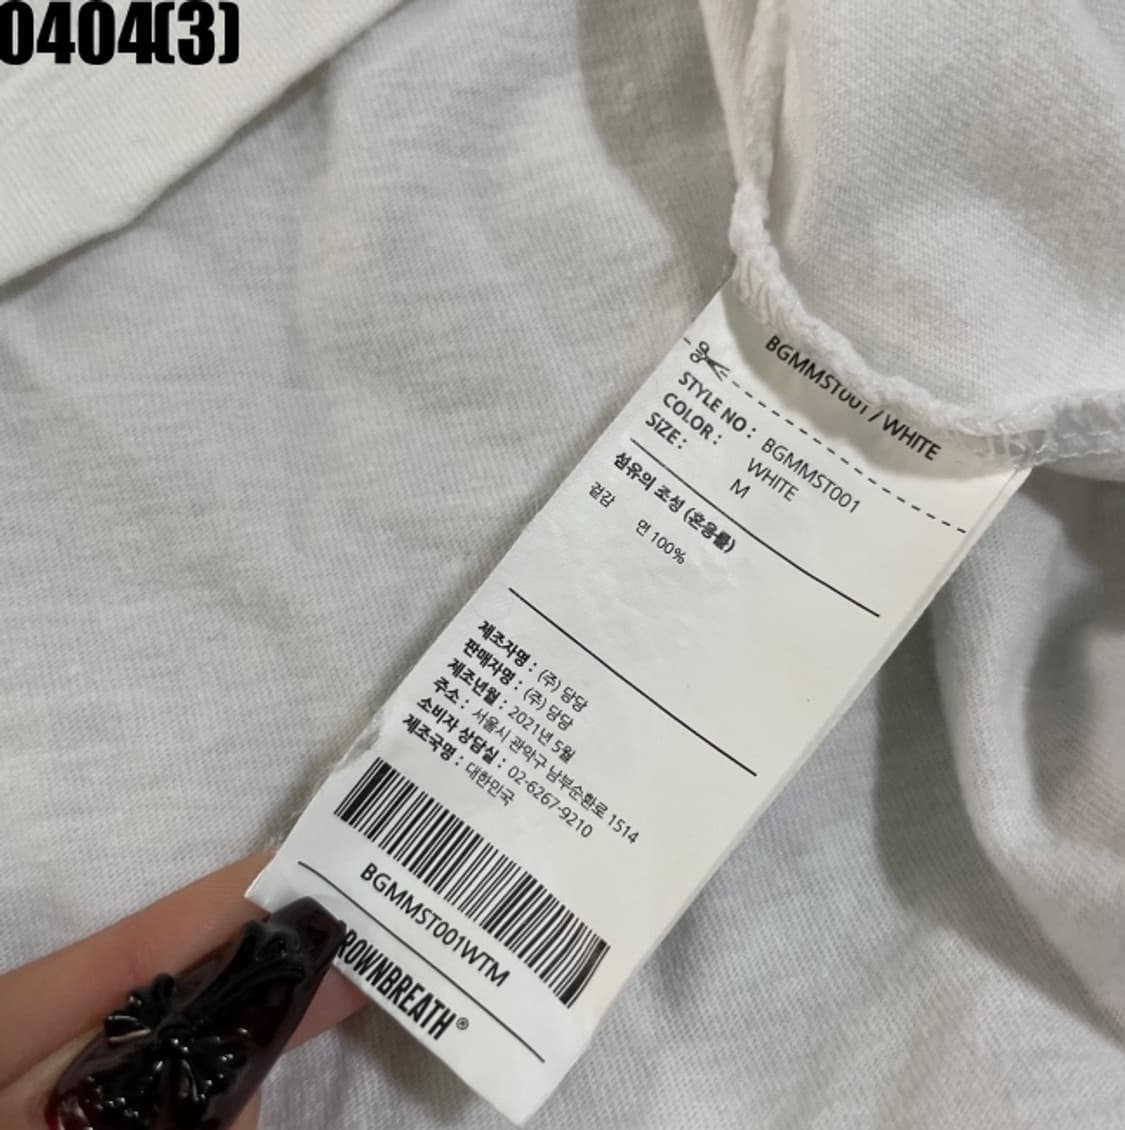 0404(3)
BGMMST001 / WHITE
STYLE NO : BGMMST001
COLOR : WHITE
SIZE : M
섬유의 조성 (혼용률)
겉감 면 100%
제조자명 : (주) 당당
판매자명 : (주) 당당
제조년월 : 2021년 5월
주소 : 서울시 관악구 남부순환로 1514
소비자 상담실 : 02-6267-9210
제조국명 : 대한민국
BGMMST001WTM
ROWNBREATH®